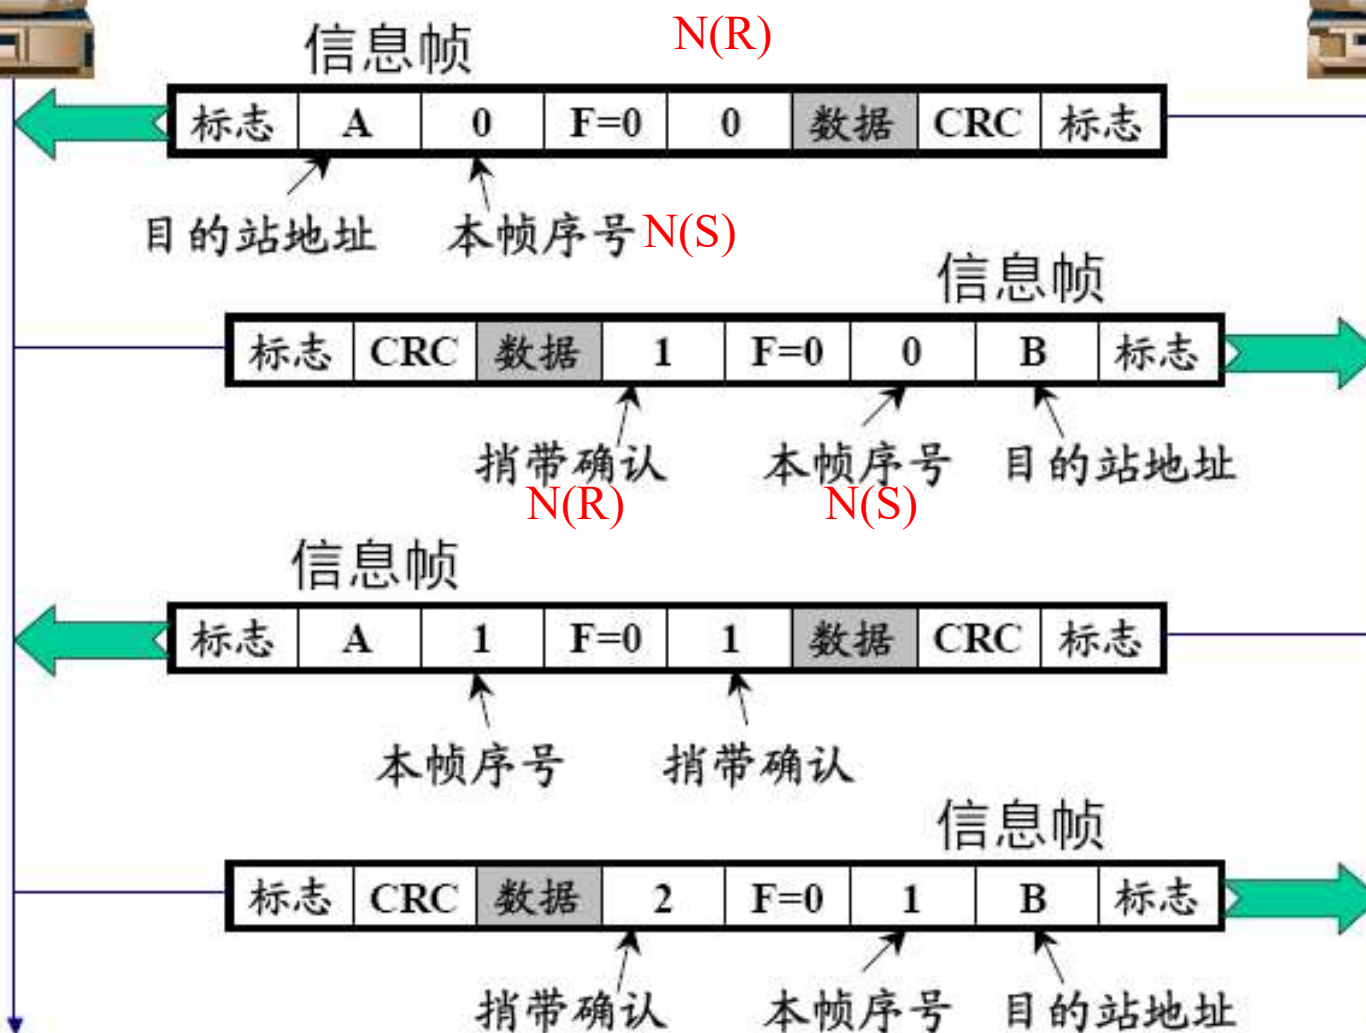 信息帧 N(R)
标志 A 0 F=0 0 数据 CRC 标志
目的站地址 本帧序号 N(S)
信息帧
标志 CRC 数据 1 F=0 0 B 标志
捎带确认 本帧序号 目的站地址
N(R) N(S)
信息帧
标志 A 1 F=0 1 数据 CRC 标志
本帧序号 捎带确认
信息帧
标志 CRC 数据 2 F=0 1 B 标志
捎带确认 本帧序号 目的站地址